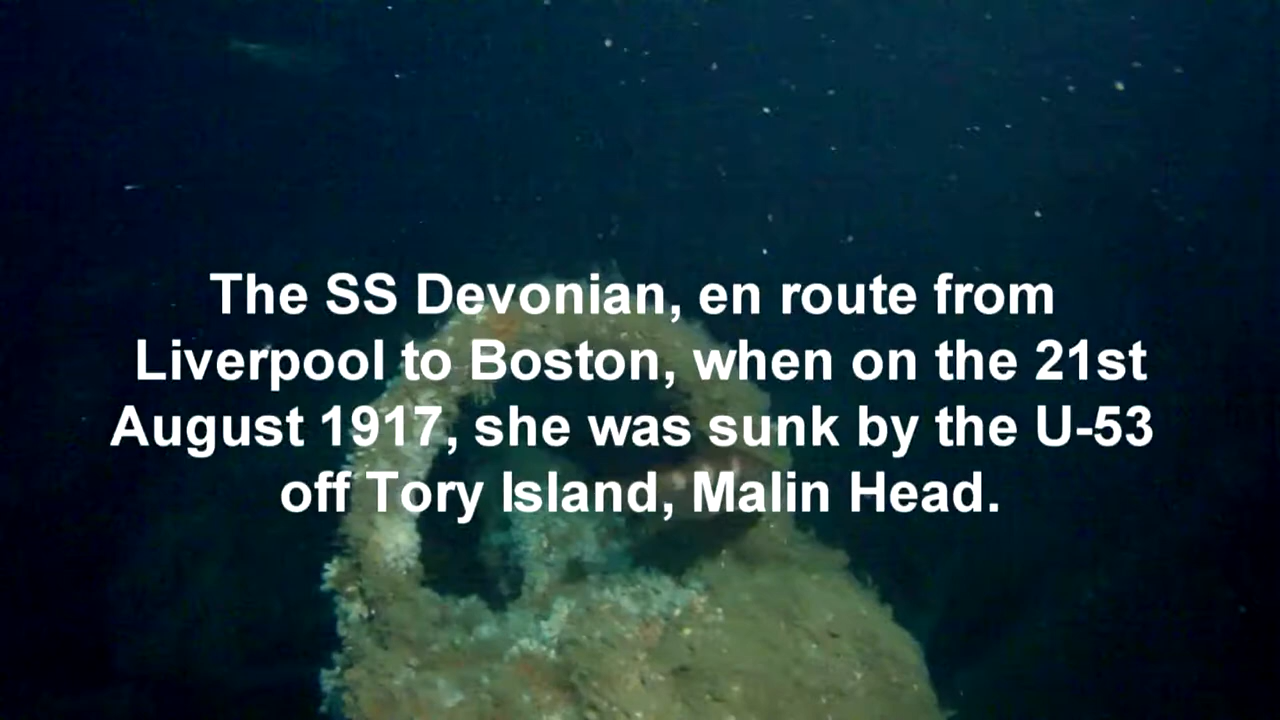 The SS Devonian, en route from
Liverpool to Boston, when on the 21st
August 1917, she was sunk by the U-53
off Tory Island, Malin Head.